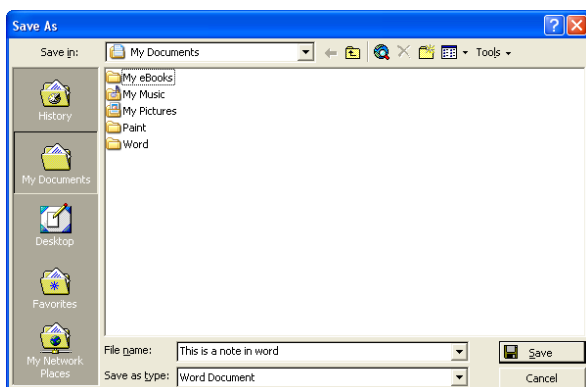 Save As
Save in: My Documents Tools
My eBooks
My Music
My Pictures
Paint
Word
History
My Documents
Desktop
Favorites
My Network
Places
File name: This is a note in word
Save as type: Word Document
Save
Cancel